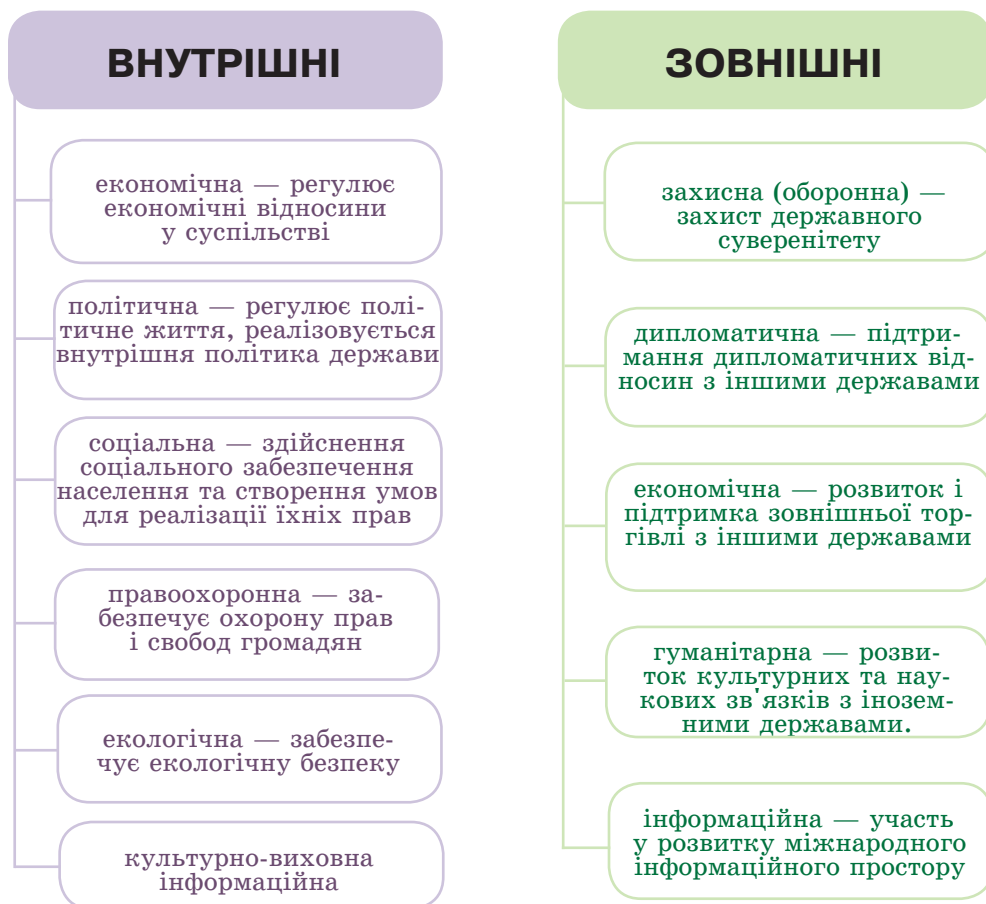 ВНУТРІШНІ
економічна — регулює
економічні відносини
у суспільстві
політична — регулює полі-
тичне життя, реалізовується
внутрішня політика держави
соціальна — здійснення
соціального забезпечення
населення та створення умов
для реалізації їхніх прав
правоохоронна — за-
безпечує охорону прав
і свобод громадян
екологічна — забезпе-
чує екологічну безпеку
культурно-виховна
інформаційна
ЗОВНІШНІ
захисна (оборонна) —
захист державного
суверенітету
дипломатична — підтри-
мання дипломатичних від-
носин з іншими державами
економічна — розвиток і
підтримка зовнішньої тор-
гівлі з іншими державами
гуманітарна — розви-
ток культурних та нау-
кових зв'язків з інозем-
ними державами.
інформаційна — участь
у розвитку міжнародного
інформаційного простору